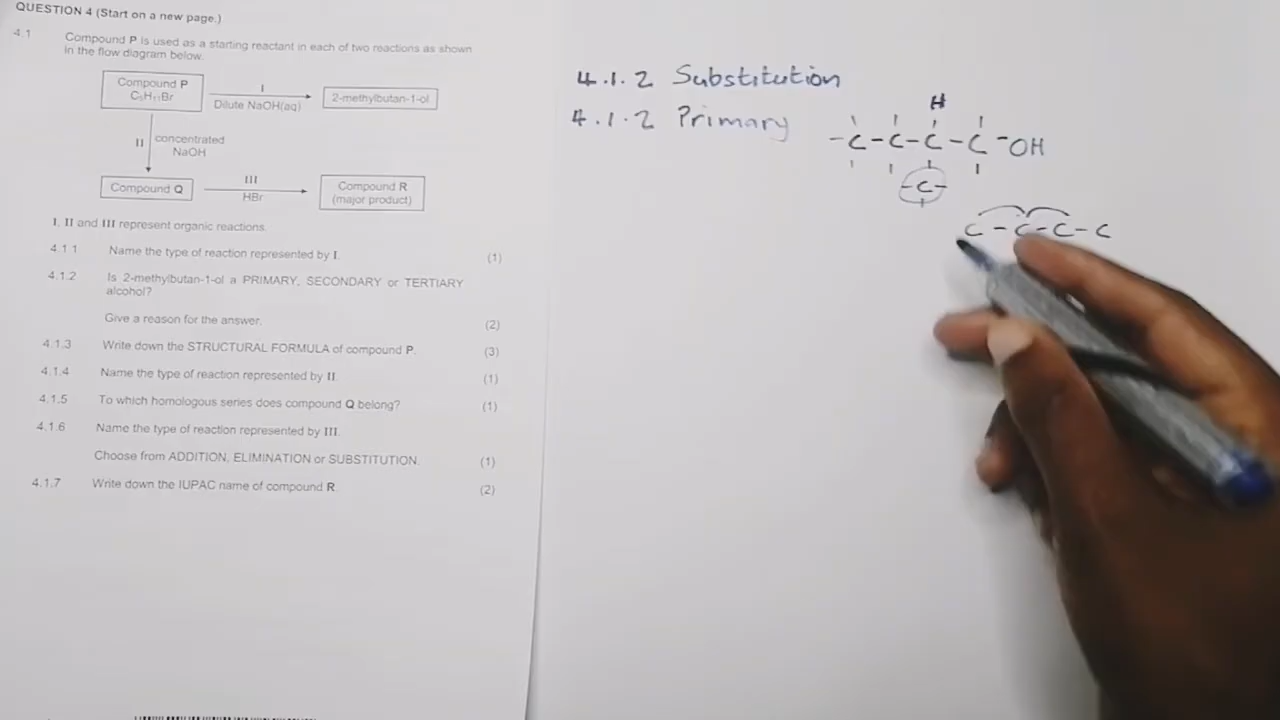 QUESTION 4 (Start on a new page.)
4.1 Compound P is used as a starting reactant in each of two reactions as shown
in the flow diagram below.
Compound P
C₅H₁₁Br
I
Dilute NaOH(aq)
2-methylbutan-1-ol
II
concentrated
NaOH
Compound Q
III
HBr
Compound R
(major product)
I, II and III represent organic reactions.
4.1.1 Name the type of reaction represented by I. (1)
4.1.2 Is 2-methylbutan-1-ol a PRIMARY, SECONDARY or TERTIARY
alcohol?
Give a reason for the answer. (2)
4.1.3 Write down the STRUCTURAL FORMULA of compound P. (3)
4.1.4 Name the type of reaction represented by II. (1)
4.1.5 To which homologous series does compound Q belong? (1)
4.1.6 Name the type of reaction represented by III.
Choose from ADDITION, ELIMINATION or SUBSTITUTION. (1)
4.1.7 Write down the IUPAC name of compound R. (2)
4.1.2 Substitution
4.1.2 Primary
H
-C-C-C-C-OH
-C-
C-C-C-C